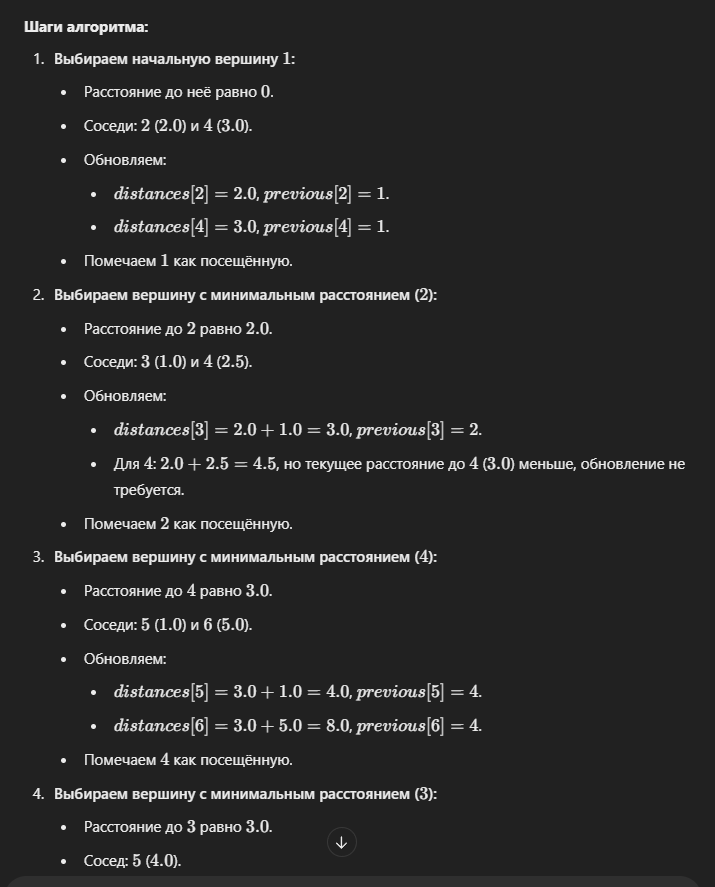 Шаги алгоритма:
1. Выбираем начальную вершину 1:
• Расстояние до неё равно 0.
• Соседи: 2 (2.0) и 4 (3.0).
• Обновляем:
• distances[2] = 2.0, previous[2] = 1.
• distances[4] = 3.0, previous[4] = 1.
• Помечаем 1 как посещённую.
2. Выбираем вершину с минимальным расстоянием (2):
• Расстояние до 2 равно 2.0.
• Соседи: 3 (1.0) и 4 (2.5).
• Обновляем:
• distances[3] = 2.0 + 1.0 = 3.0, previous[3] = 2.
• Для 4: 2.0 + 2.5 = 4.5, но текущее расстояние до 4 (3.0) меньше, обновление не
требуется.
• Помечаем 2 как посещённую.
3. Выбираем вершину с минимальным расстоянием (4):
• Расстояние до 4 равно 3.0.
• Соседи: 5 (1.0) и 6 (5.0).
• Обновляем:
• distances[5] = 3.0 + 1.0 = 4.0, previous[5] = 4.
• distances[6] = 3.0 + 5.0 = 8.0, previous[6] = 4.
• Помечаем 4 как посещённую.
4. Выбираем вершину с минимальным расстоянием (3):
• Расстояние до 3 равно 3.0.
• Сосед: 5 (4.0).